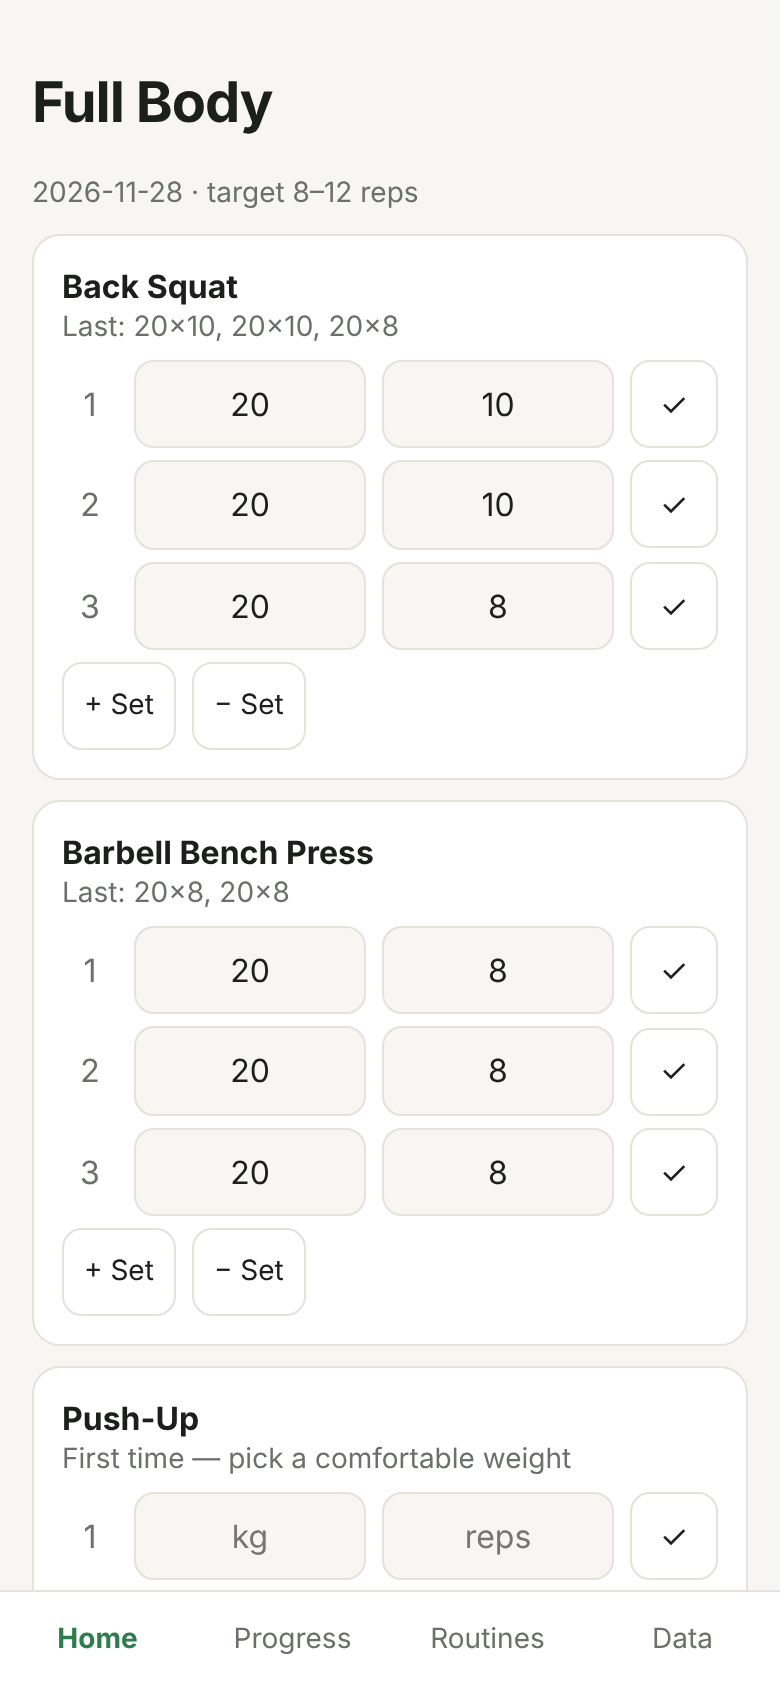 Full Body
2026-11-28 · target 8–12 reps
Back Squat
Last: 20×10, 20×10, 20×8
1 20 10 ✓
2 20 10 ✓
3 20 8 ✓
+ Set − Set
Barbell Bench Press
Last: 20×8, 20×8
1 20 8 ✓
2 20 8 ✓
3 20 8 ✓
+ Set − Set
Push-Up
First time — pick a comfortable weight
1 kg reps ✓
Home Progress Routines Data